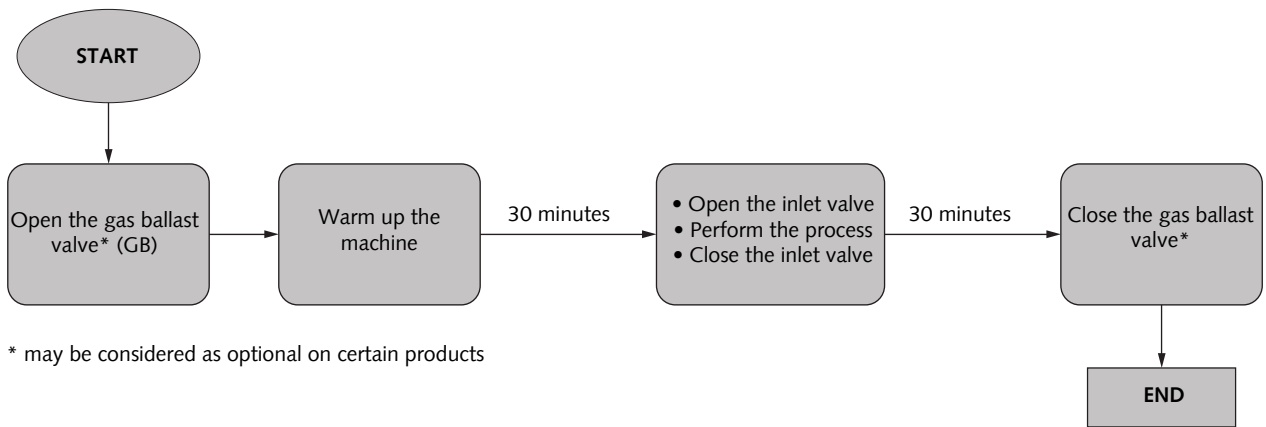 START
Open the gas ballast
valve* (GB)
Warm up the
machine
30 minutes
• Open the inlet valve
• Perform the process
• Close the inlet valve
30 minutes
Close the gas ballast
valve*
* may be considered as optional on certain products
END